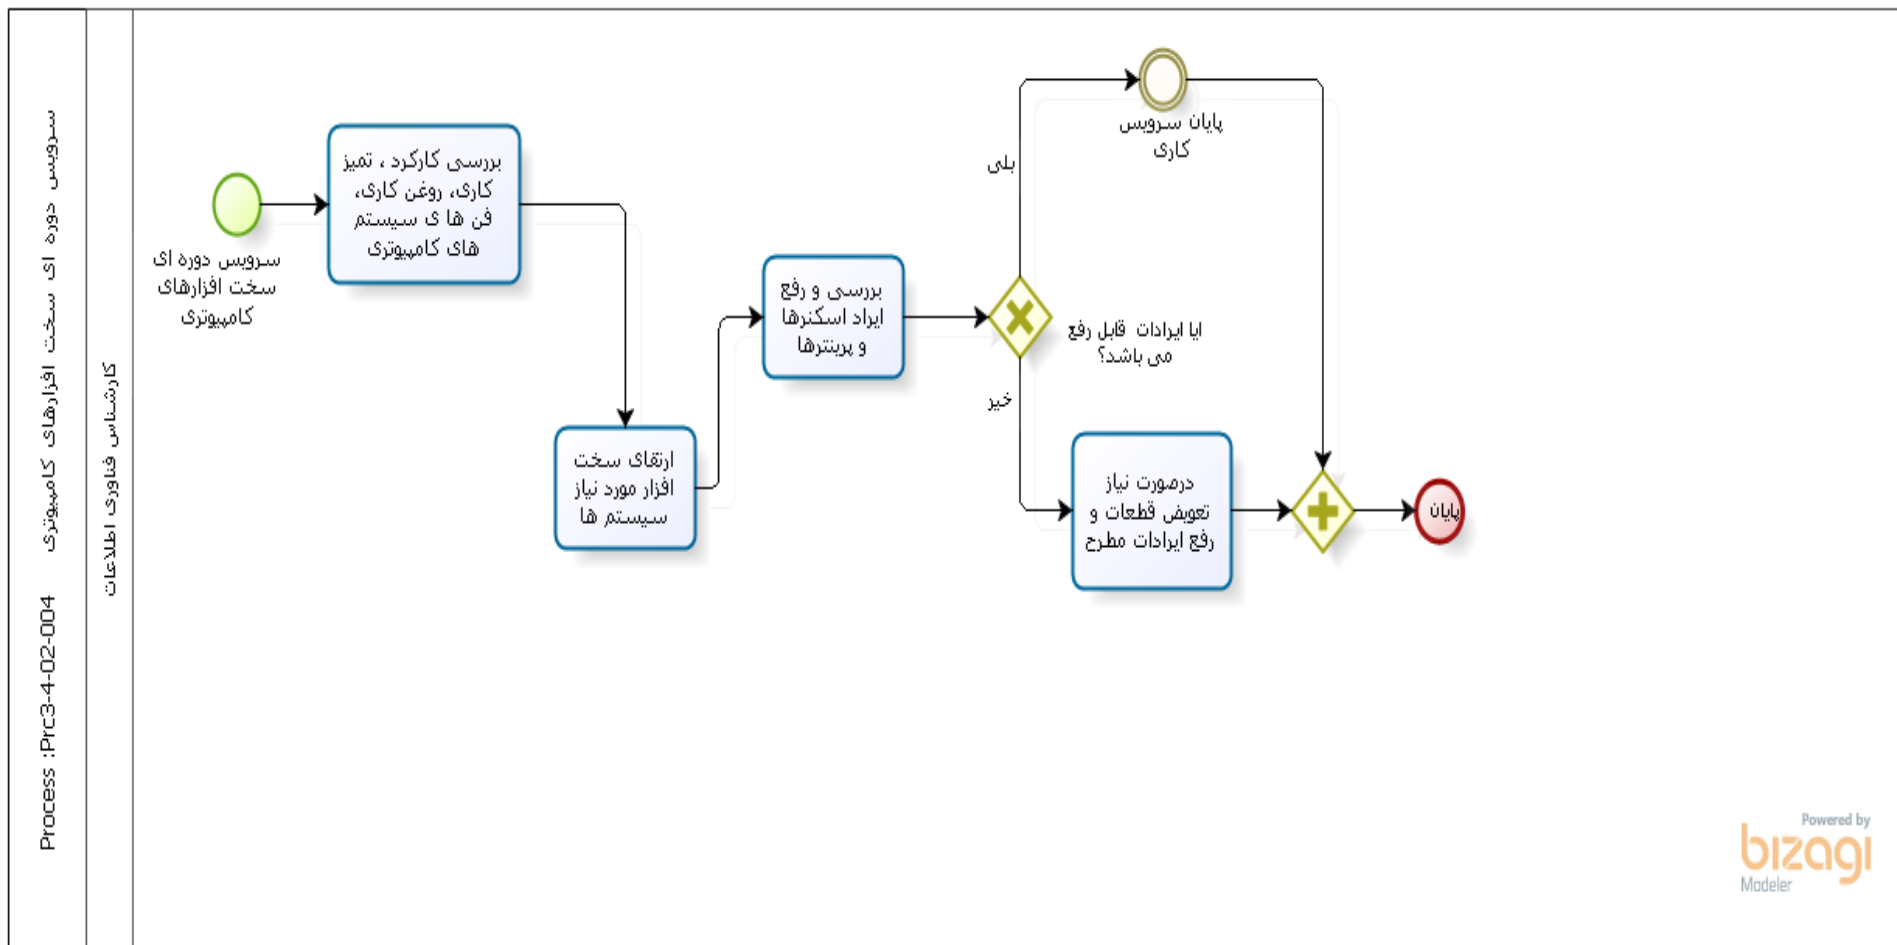 Process :Prc3-4-02-004 سرویس دوره ای سخت افزارهای کامپیوتری
کارشناس فناوری اطلاعات
سرویس دوره ای
سخت افزارهای
کامپیوتری
بررسی کارکرد ، تمیز
کاری، روغن کاری،
فن ها ی سیستم
های کامپیوتری
ارتقای سخت
افزار مورد نیاز
سیستم ها
بررسی و رفع
ایراد اسکنرها
و پرینترها
ایا ایرادات قابل رفع
می باشد؟
بلی
پایان سرویس
کاری
خیر
درصورت نیاز
تعویض قطعات و
رفع ایرادات مطرح
پایان
Powered by
bizagi
Modeler